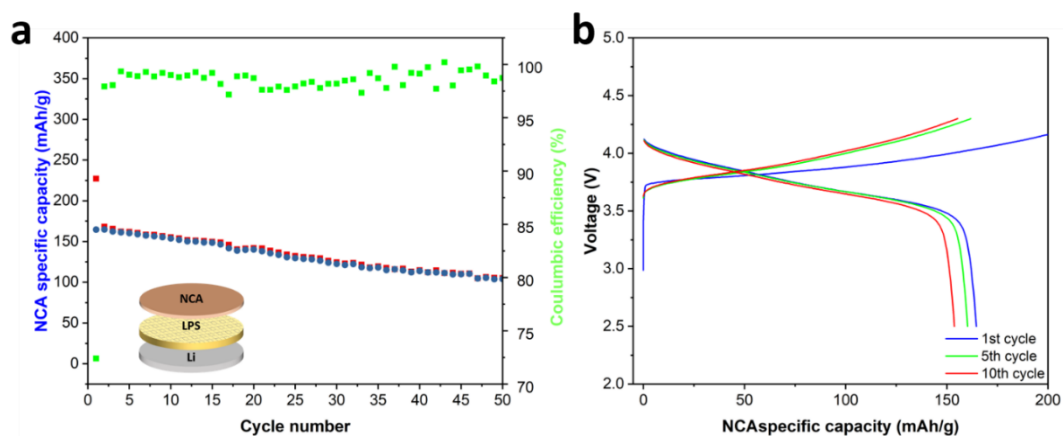 a
NCA specific capacity (mAh/g)
400
350
300
250
200
150
100
50
0
100
95
90
85
80
75
70
Coulumbic efficiency (%)
NCA
LPS
Li
0 5 10 15 20 25 30 35 40 45 50
Cycle number
b
Voltage (V)
5.0
4.5
4.0
3.5
3.0
2.5
2.0
1st cycle
5th cycle
10th cycle
0 50 100 150 200
NCAspecific capacity (mAh/g)